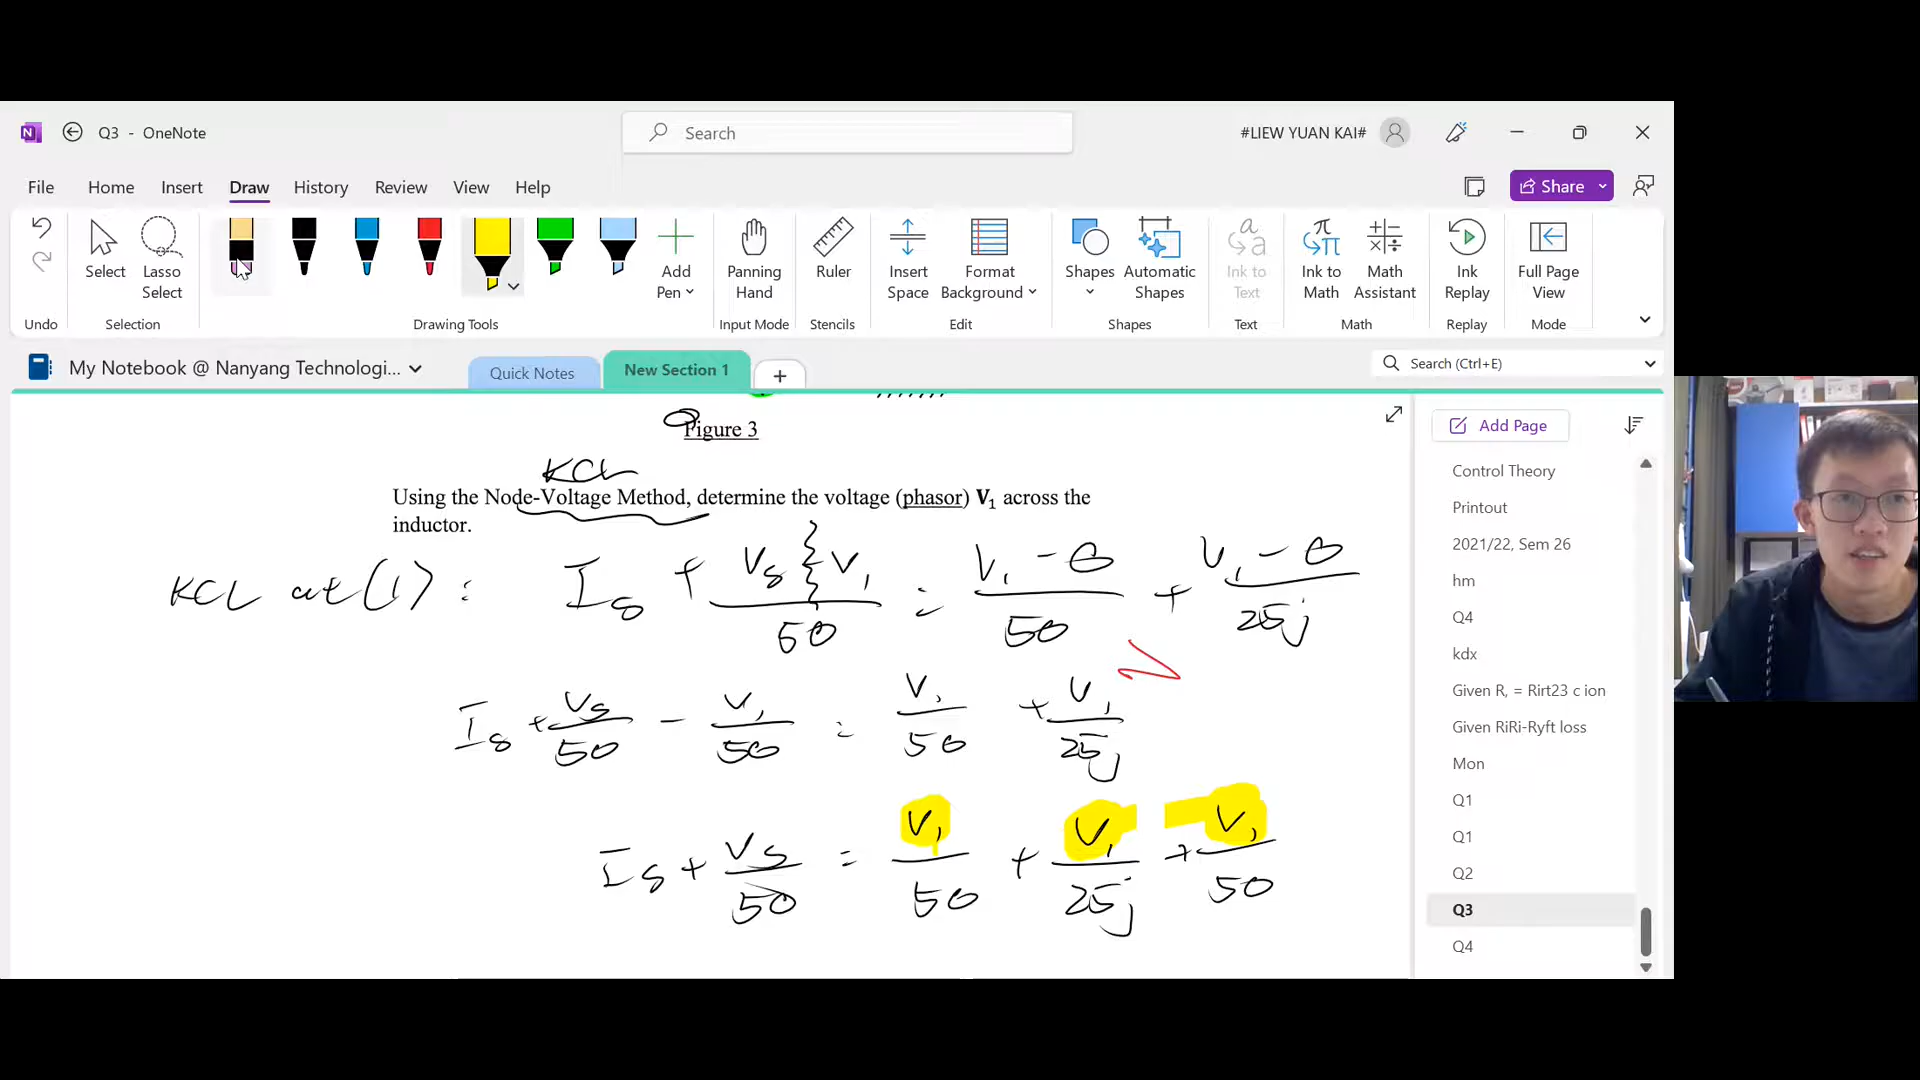 Q3 - OneNote
Search
#LIEW YUAN KAI#
File Home Insert Draw History Review View Help
Share
Select
Lasso Select
Add Pen
Panning Hand
Ruler
Insert Space
Format Background
Shapes
Automatic Shapes
Ink to Text
Ink to Math
Math Assistant
Ink Replay
Full Page View
Undo Selection Drawing Tools Input Mode Stencils Edit Shapes Text Math Replay Mode
My Notebook @ Nanyang Technologi...
Quick Notes
New Section 1
+
Search (Ctrl+E)
Figure 3
KCL
Using the Node-Voltage Method, determine the voltage (phasor) V₁ across the
inductor.
KCL at (1) : Is + (Vs - V₁)/50 = (V₁ - 0)/50 + (V₁ - 0)/25j
Is + Vs/50 - V₁/50 = V₁/50 + V₁/25j
Is + Vs/50 = V₁/50 + V₁/25j + V₁/50
Add Page
Control Theory
Printout
2021/22, Sem 26
hm
Q4
kdx
Given R, = Rirt23 c ion
Given RiRi-Ryft loss
Mon
Q1
Q1
Q2
Q3
Q4